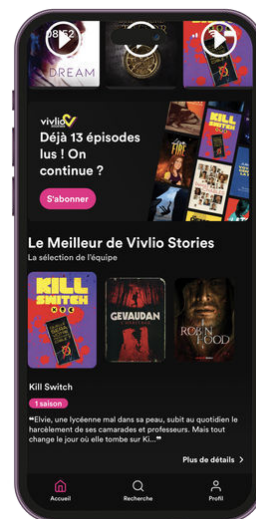 08:52
DREAM
KILL
vivlio
Déjà 13 épisodes
lus ! On
continue ?
S'abonner
KILL
Le Meilleur de Vivlio Stories
La sélection de l'équipe
KILL
SWITCH
GEVAUDAN
ROB'N
HOOD
Kill Switch
1 saison
❝Elvie, une lycéenne mal dans sa peau, subit au quotidien le
harcèlement de ses camarades et professeurs. Mais tout
change le jour où elle tombe sur Ki...❞
Plus de détails >
Accueil
Recherche
Profil